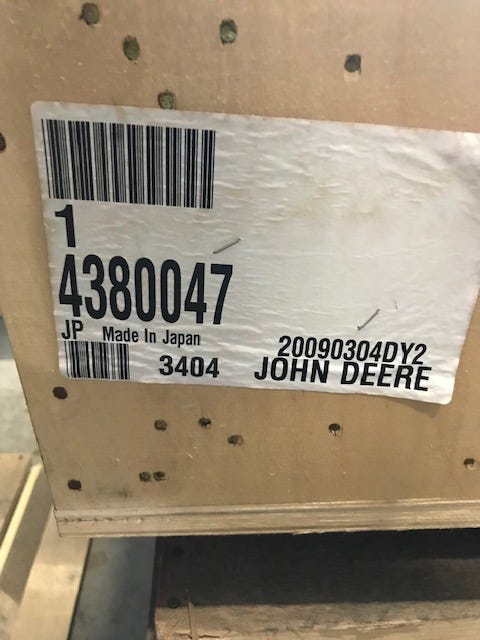 1
4380047
JP Made In Japan
20090304DY2
3404 JOHN DEERE